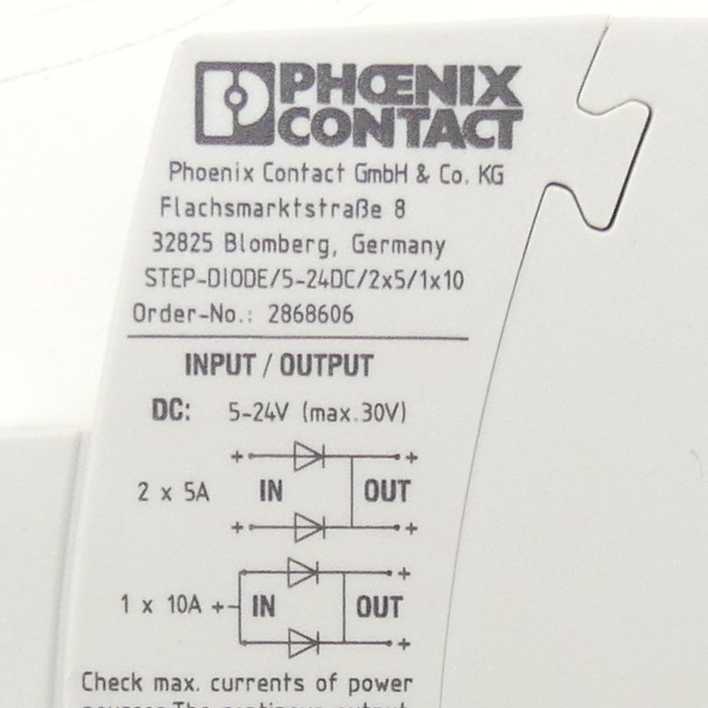 PHŒNIX
CONTACT
Phoenix Contact GmbH & Co. KG
Flachsmarktstraße 8
32825 Blomberg, Germany
STEP-DIODE/5-24DC/2x5/1x10
Order-No.: 2868606
INPUT / OUTPUT
DC: 5-24V (max.30V)
+ +
2 x 5A IN OUT
+ +
+
1 x 10A + IN OUT
+
Check max. currents of power